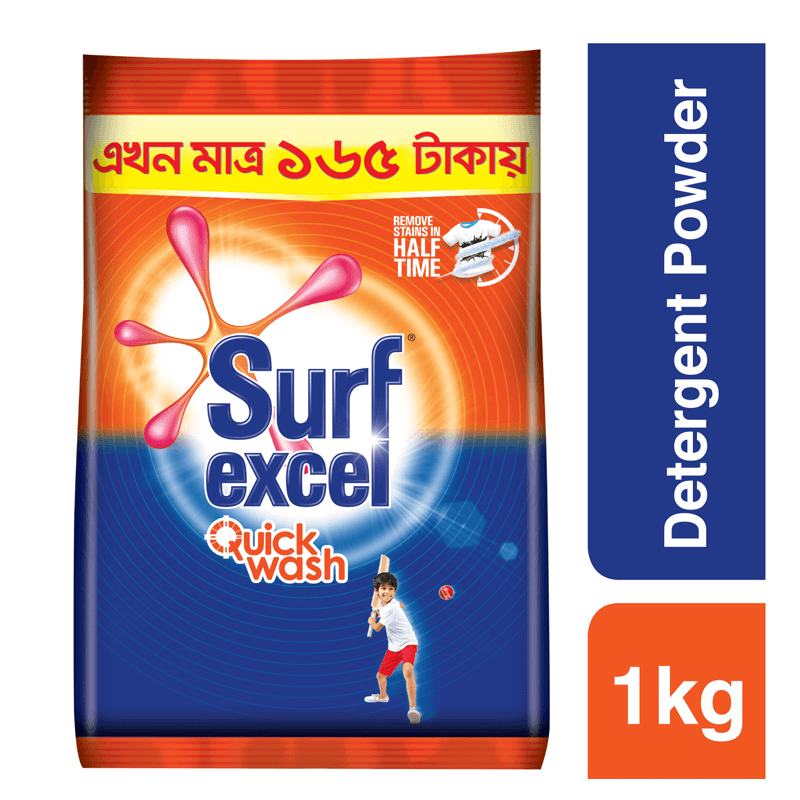 এখন মাত্র ১৬৫ টাকায়
REMOVE
STAINS IN
HALF
TIME
Surf®
excel
Quick
wash
Detergent Powder
1kg